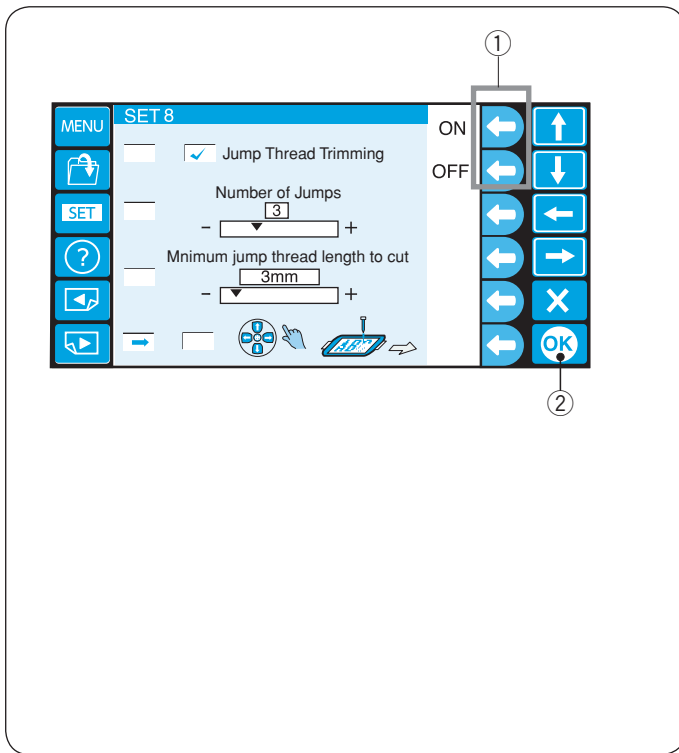 ①
MENU
SET 8
ON
Jump Thread Trimming
OFF
SET
Number of Jumps
3
- +
?
Mnimum jump thread length to cut
3mm
- +
X
OK
②